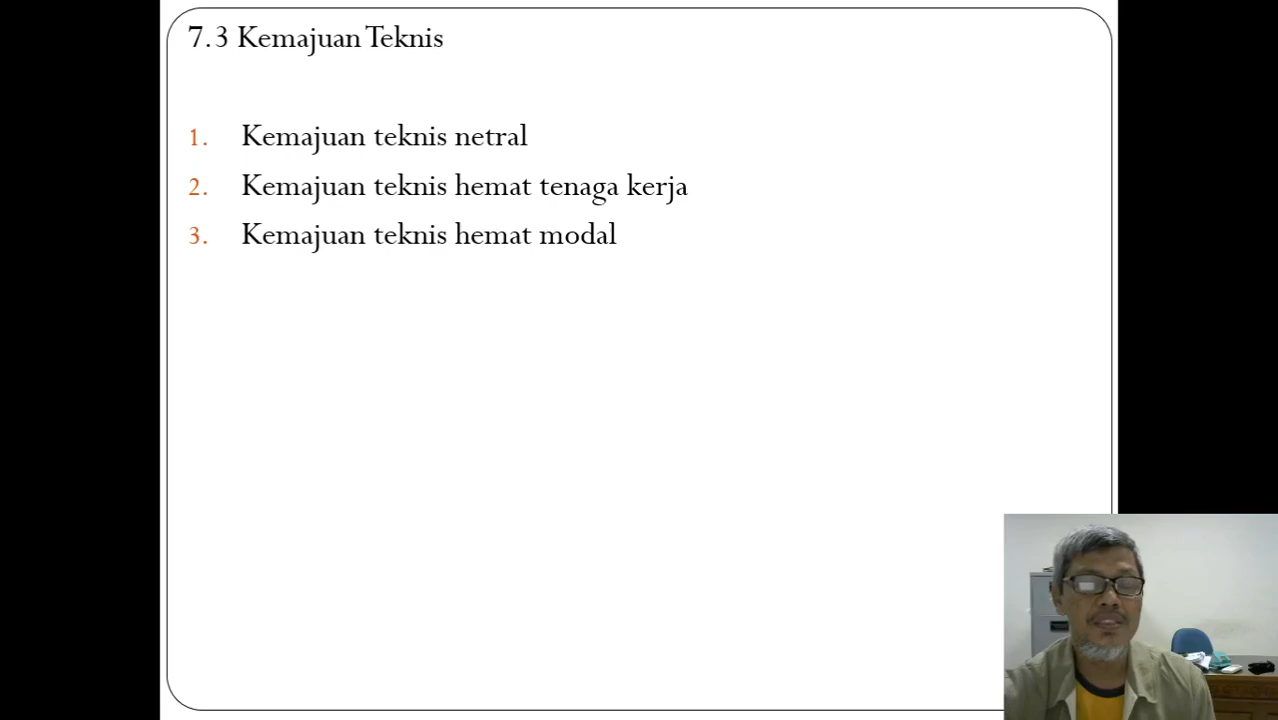 7.3 Kemajuan Teknis
1. Kemajuan teknis netral
2. Kemajuan teknis hemat tenaga kerja
3. Kemajuan teknis hemat modal